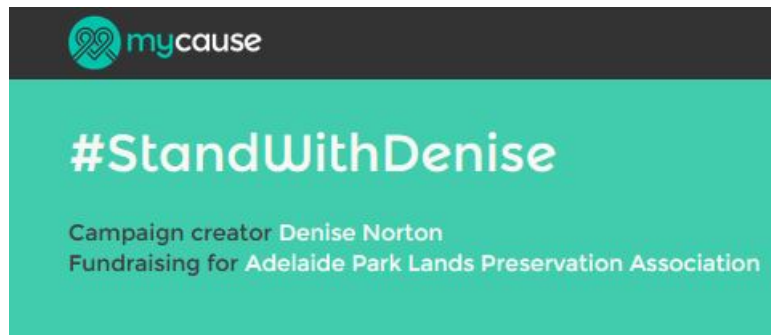 mycause
#StandWithDenise
Campaign creator Denise Norton
Fundraising for Adelaide Park Lands Preservation Association